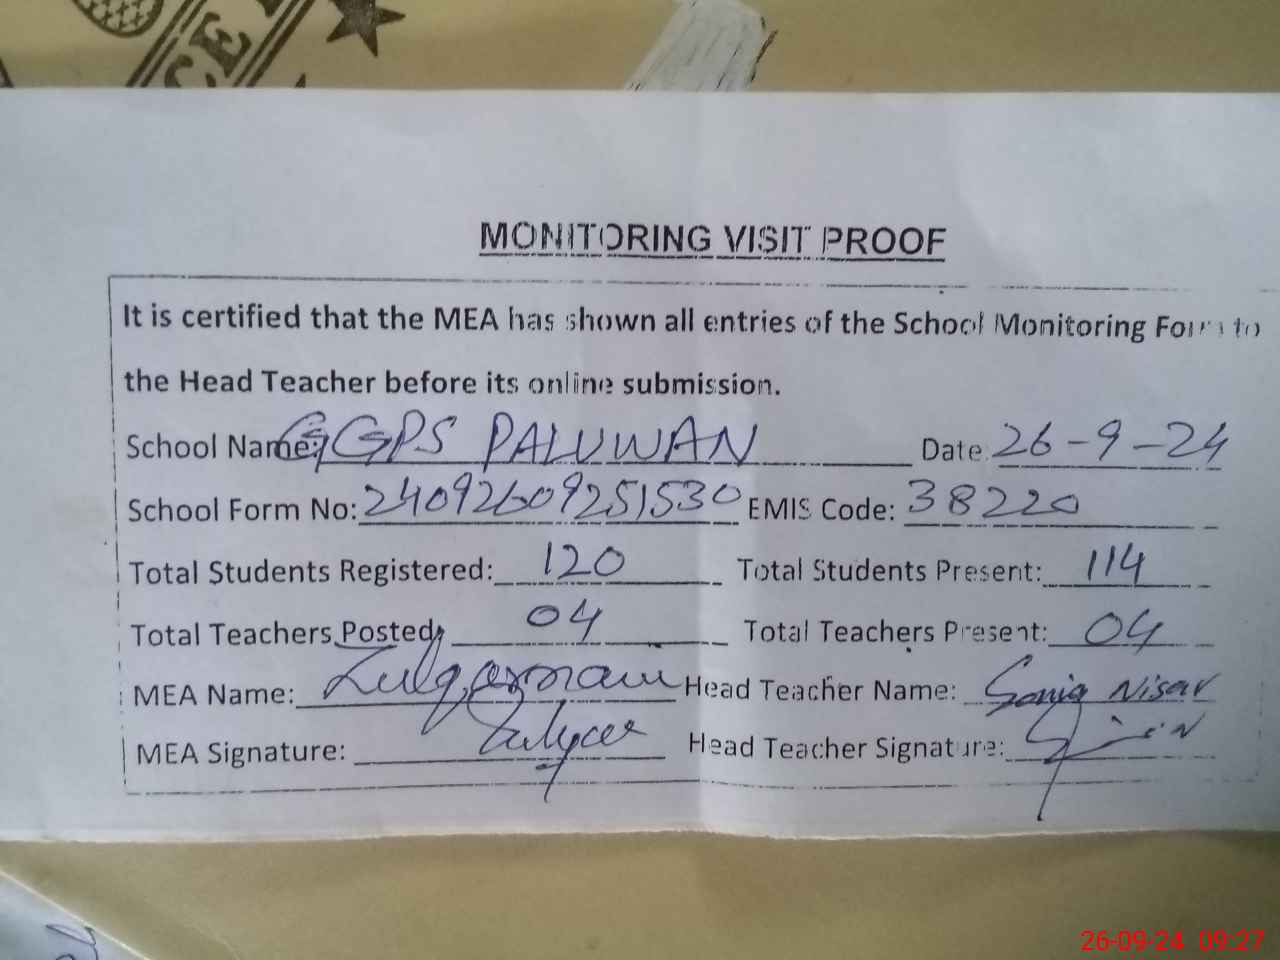 CE
MONITORING VISIT PROOF
It is certified that the MEA has shown all entries of the School Monitoring Form to
the Head Teacher before its online submission.
School Name: GGPS PALUWAN Date: 26-9-24
School Form No: 24092609251530 EMIS Code: 38220
Total Students Registered: 120 Total Students Present: 114
Total Teachers Posted: 04 Total Teachers Present: 04
MEA Name: Head Teacher Name: Sonia Nisar
MEA Signature: Head Teacher Signature:
26-09-24 09:27